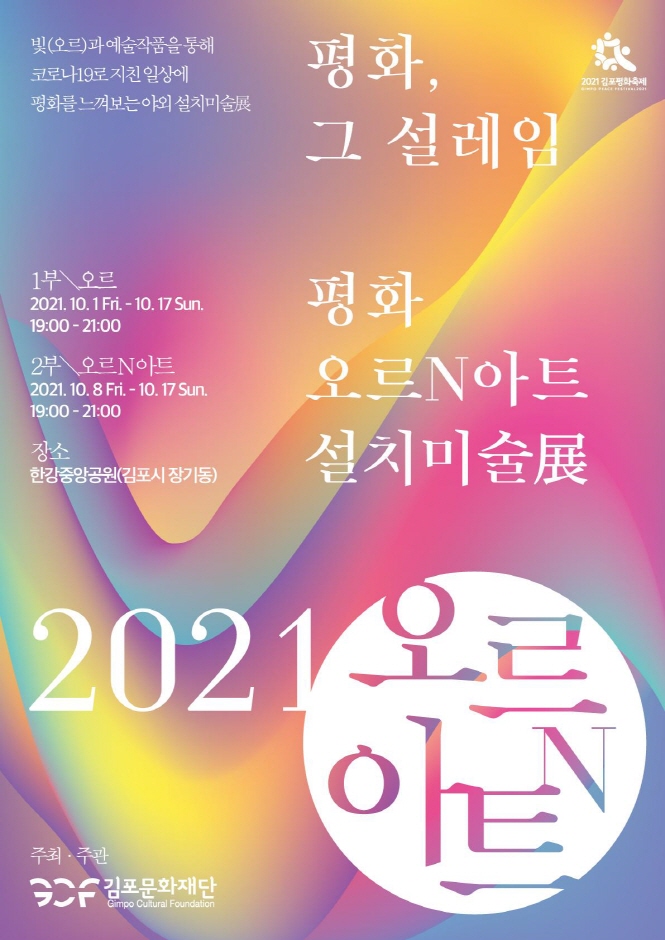 빛(오르)과 예술작품을 통해
코로나19로 지친 일상에
평화를 느껴보는 야외 설치미술展
평화,
그 설레임
2021 김포평화축제
GIMPO PEACE FESTIVAL 2021
1부\오르
2021. 10. 1 Fri. - 10. 17 Sun.
19:00 - 21:00
2부\오르N아트
2021. 10. 8 Fri. - 10. 17 Sun.
19:00 - 21:00
장소
한강중앙공원(김포시 장기동)
평화
오르N아트
설치미술展
2021 오르
N
아트
주최 · 주관
GCF 김포문화재단
Gimpo Cultural Foundation